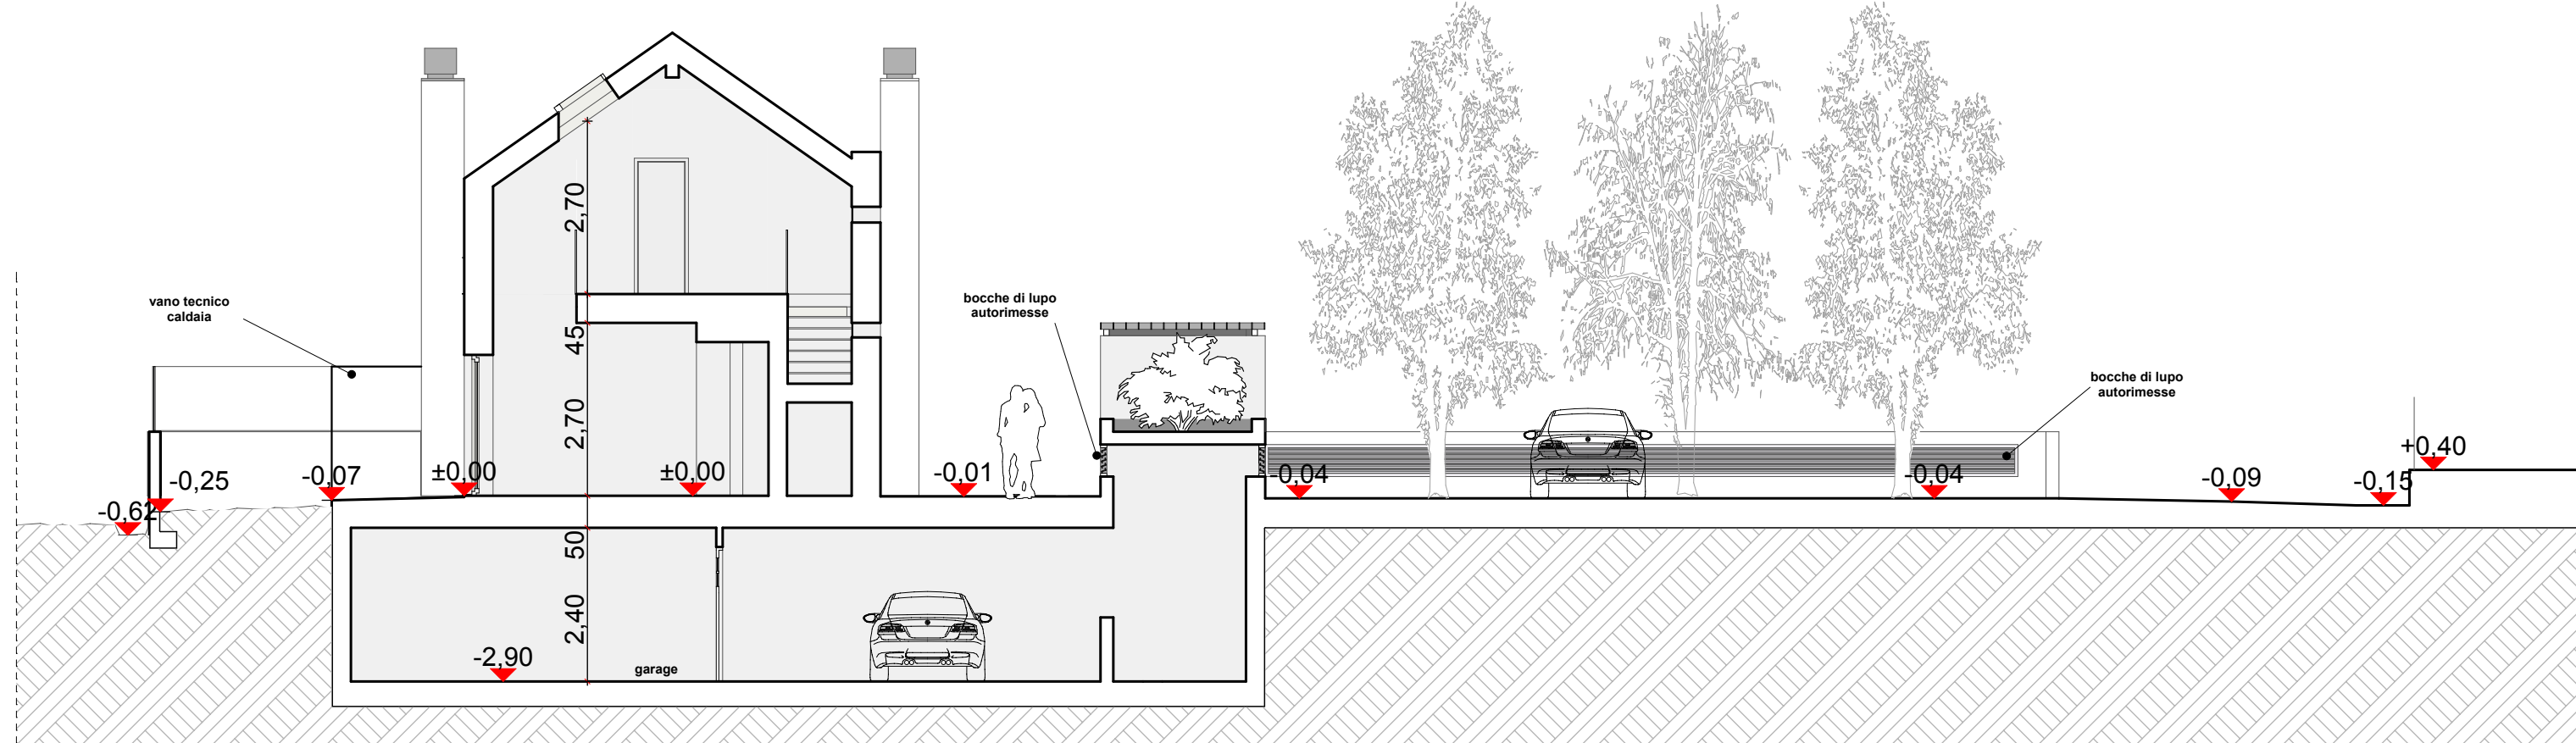 2,70
vano tecnico
caldaia
bocche di lupo
autorimesse
45
bocche di lupo
autorimesse
2,70
+0,40
-0,25
-0,07
±0,00
±0,00
-0,01
-0,04
-0,04
-0,09
-0,15
-0,62
50
2,40
-2,90
garage